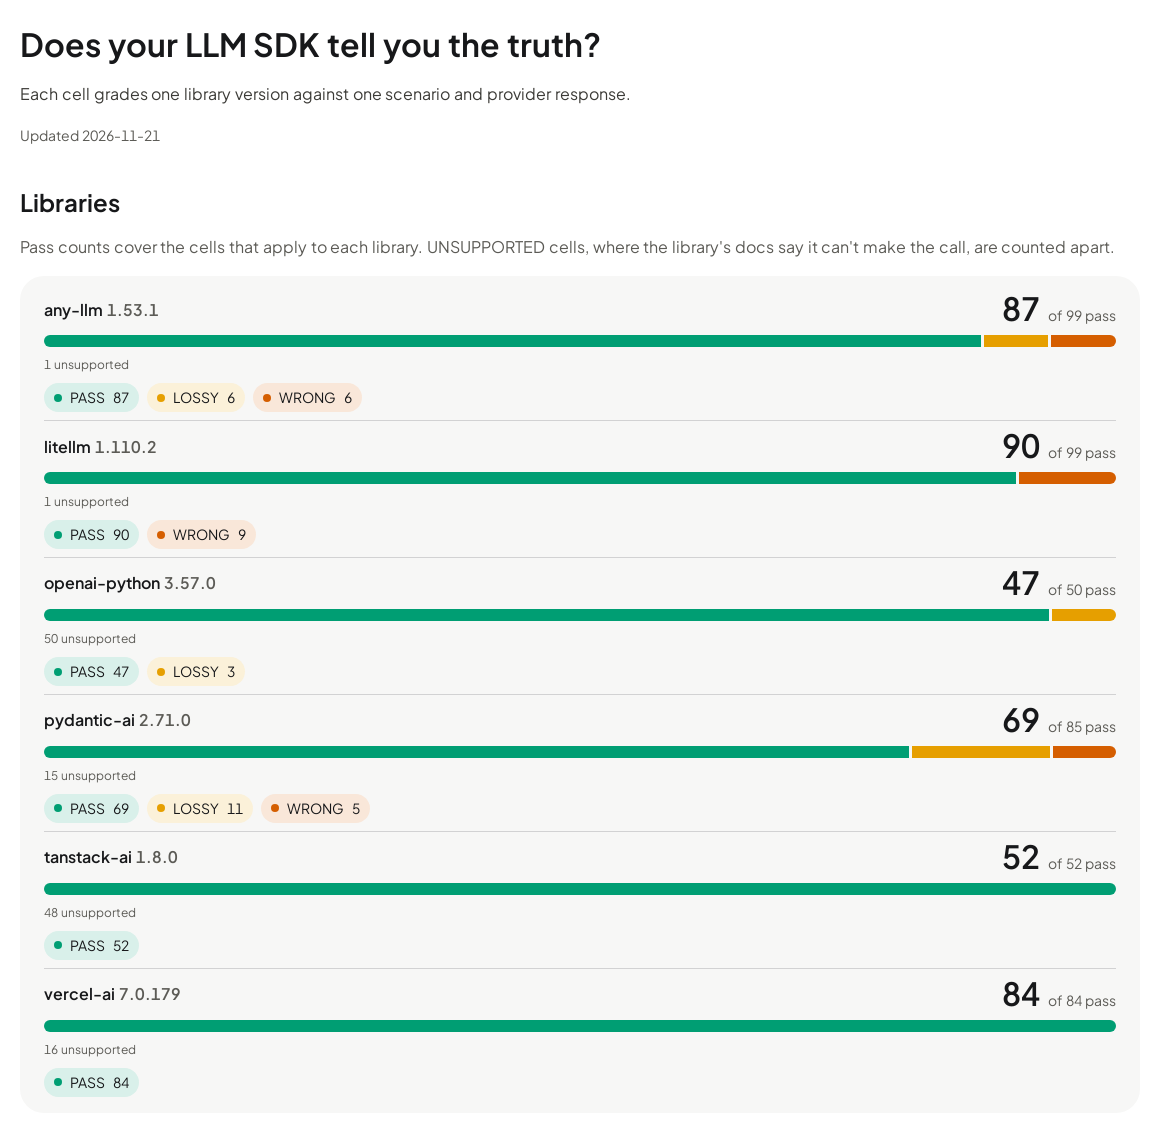 Does your LLM SDK tell you the truth?
Each cell grades one library version against one scenario and provider response.
Updated 2026-11-21
Libraries
Pass counts cover the cells that apply to each library. UNSUPPORTED cells, where the library's docs say it can't make the call, are counted apart.
any-llm 1.53.1 87 of 99 pass
1 unsupported
PASS 87 LOSSY 6 WRONG 6
litellm 1.110.2 90 of 99 pass
1 unsupported
PASS 90 WRONG 9
openai-python 3.57.0 47 of 50 pass
50 unsupported
PASS 47 LOSSY 3
pydantic-ai 2.71.0 69 of 85 pass
15 unsupported
PASS 69 LOSSY 11 WRONG 5
tanstack-ai 1.8.0 52 of 52 pass
48 unsupported
PASS 52
vercel-ai 7.0.179 84 of 84 pass
16 unsupported
PASS 84